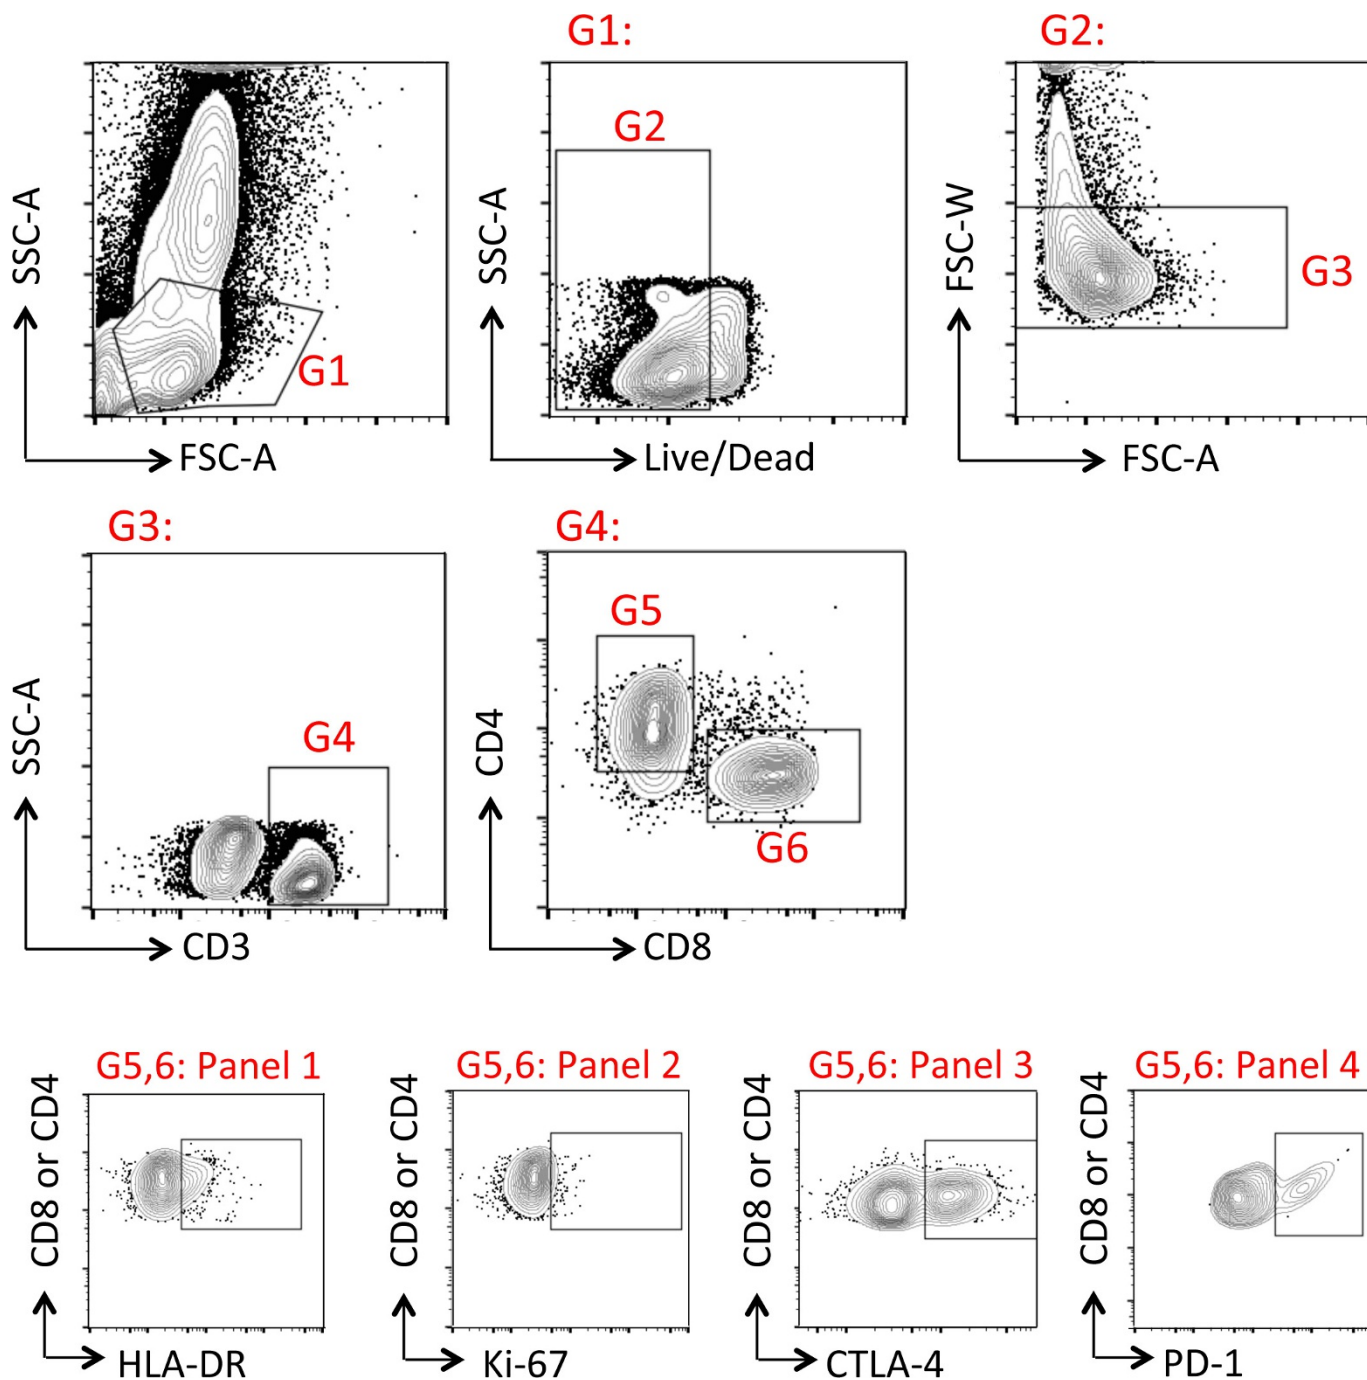 G1:
G2:
SSC-A
G1
FSC-A
SSC-A
G2
Live/Dead
FSC-W
G3
FSC-A
G3:
G4:
SSC-A
G4
CD3
CD4
G5
G6
CD8
G5,6: Panel 1
G5,6: Panel 2
G5,6: Panel 3
G5,6: Panel 4
CD8 or CD4
CD8 or CD4
CD8 or CD4
CD8 or CD4
HLA-DR
Ki-67
CTLA-4
PD-1